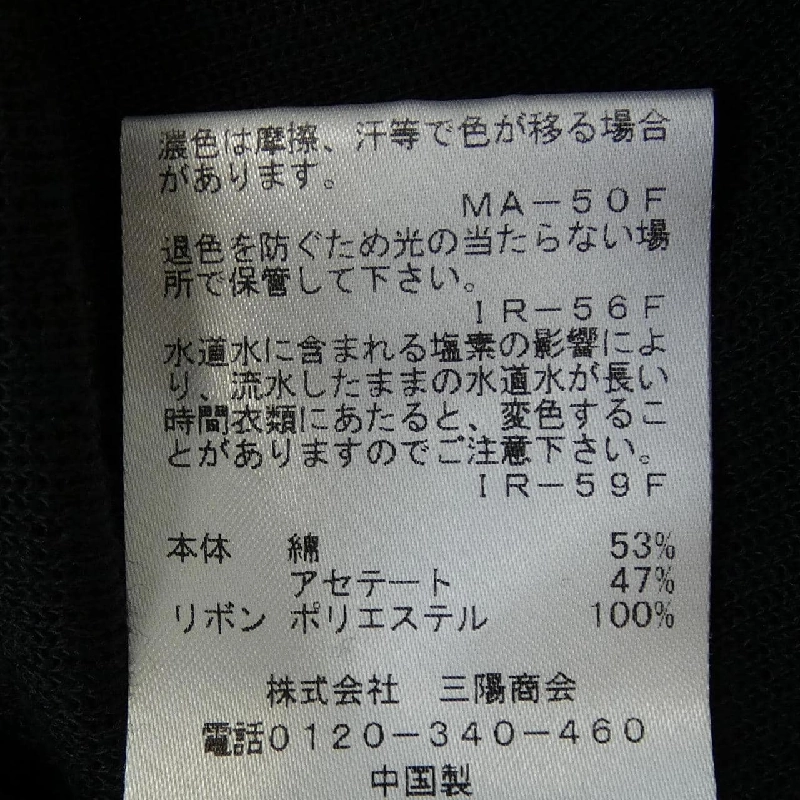 濃色は摩擦、汗等で色が移る場合
があります。
ＭＡ－５０Ｆ
退色を防ぐため光の当たらない場
所で保管して下さい。
ＩＲ－５６Ｆ
水道水に含まれる塩素の影響によ
り、流水したままの水道水が長い
時間衣類にあたると、変色するこ
とがありますのでご注意下さい。
ＩＲ－５９Ｆ
本体 綿 53%
アセテート 47%
リボン ポリエステル 100%
株式会社 三陽商会
電話０１２０－３４０－４６０
中国製